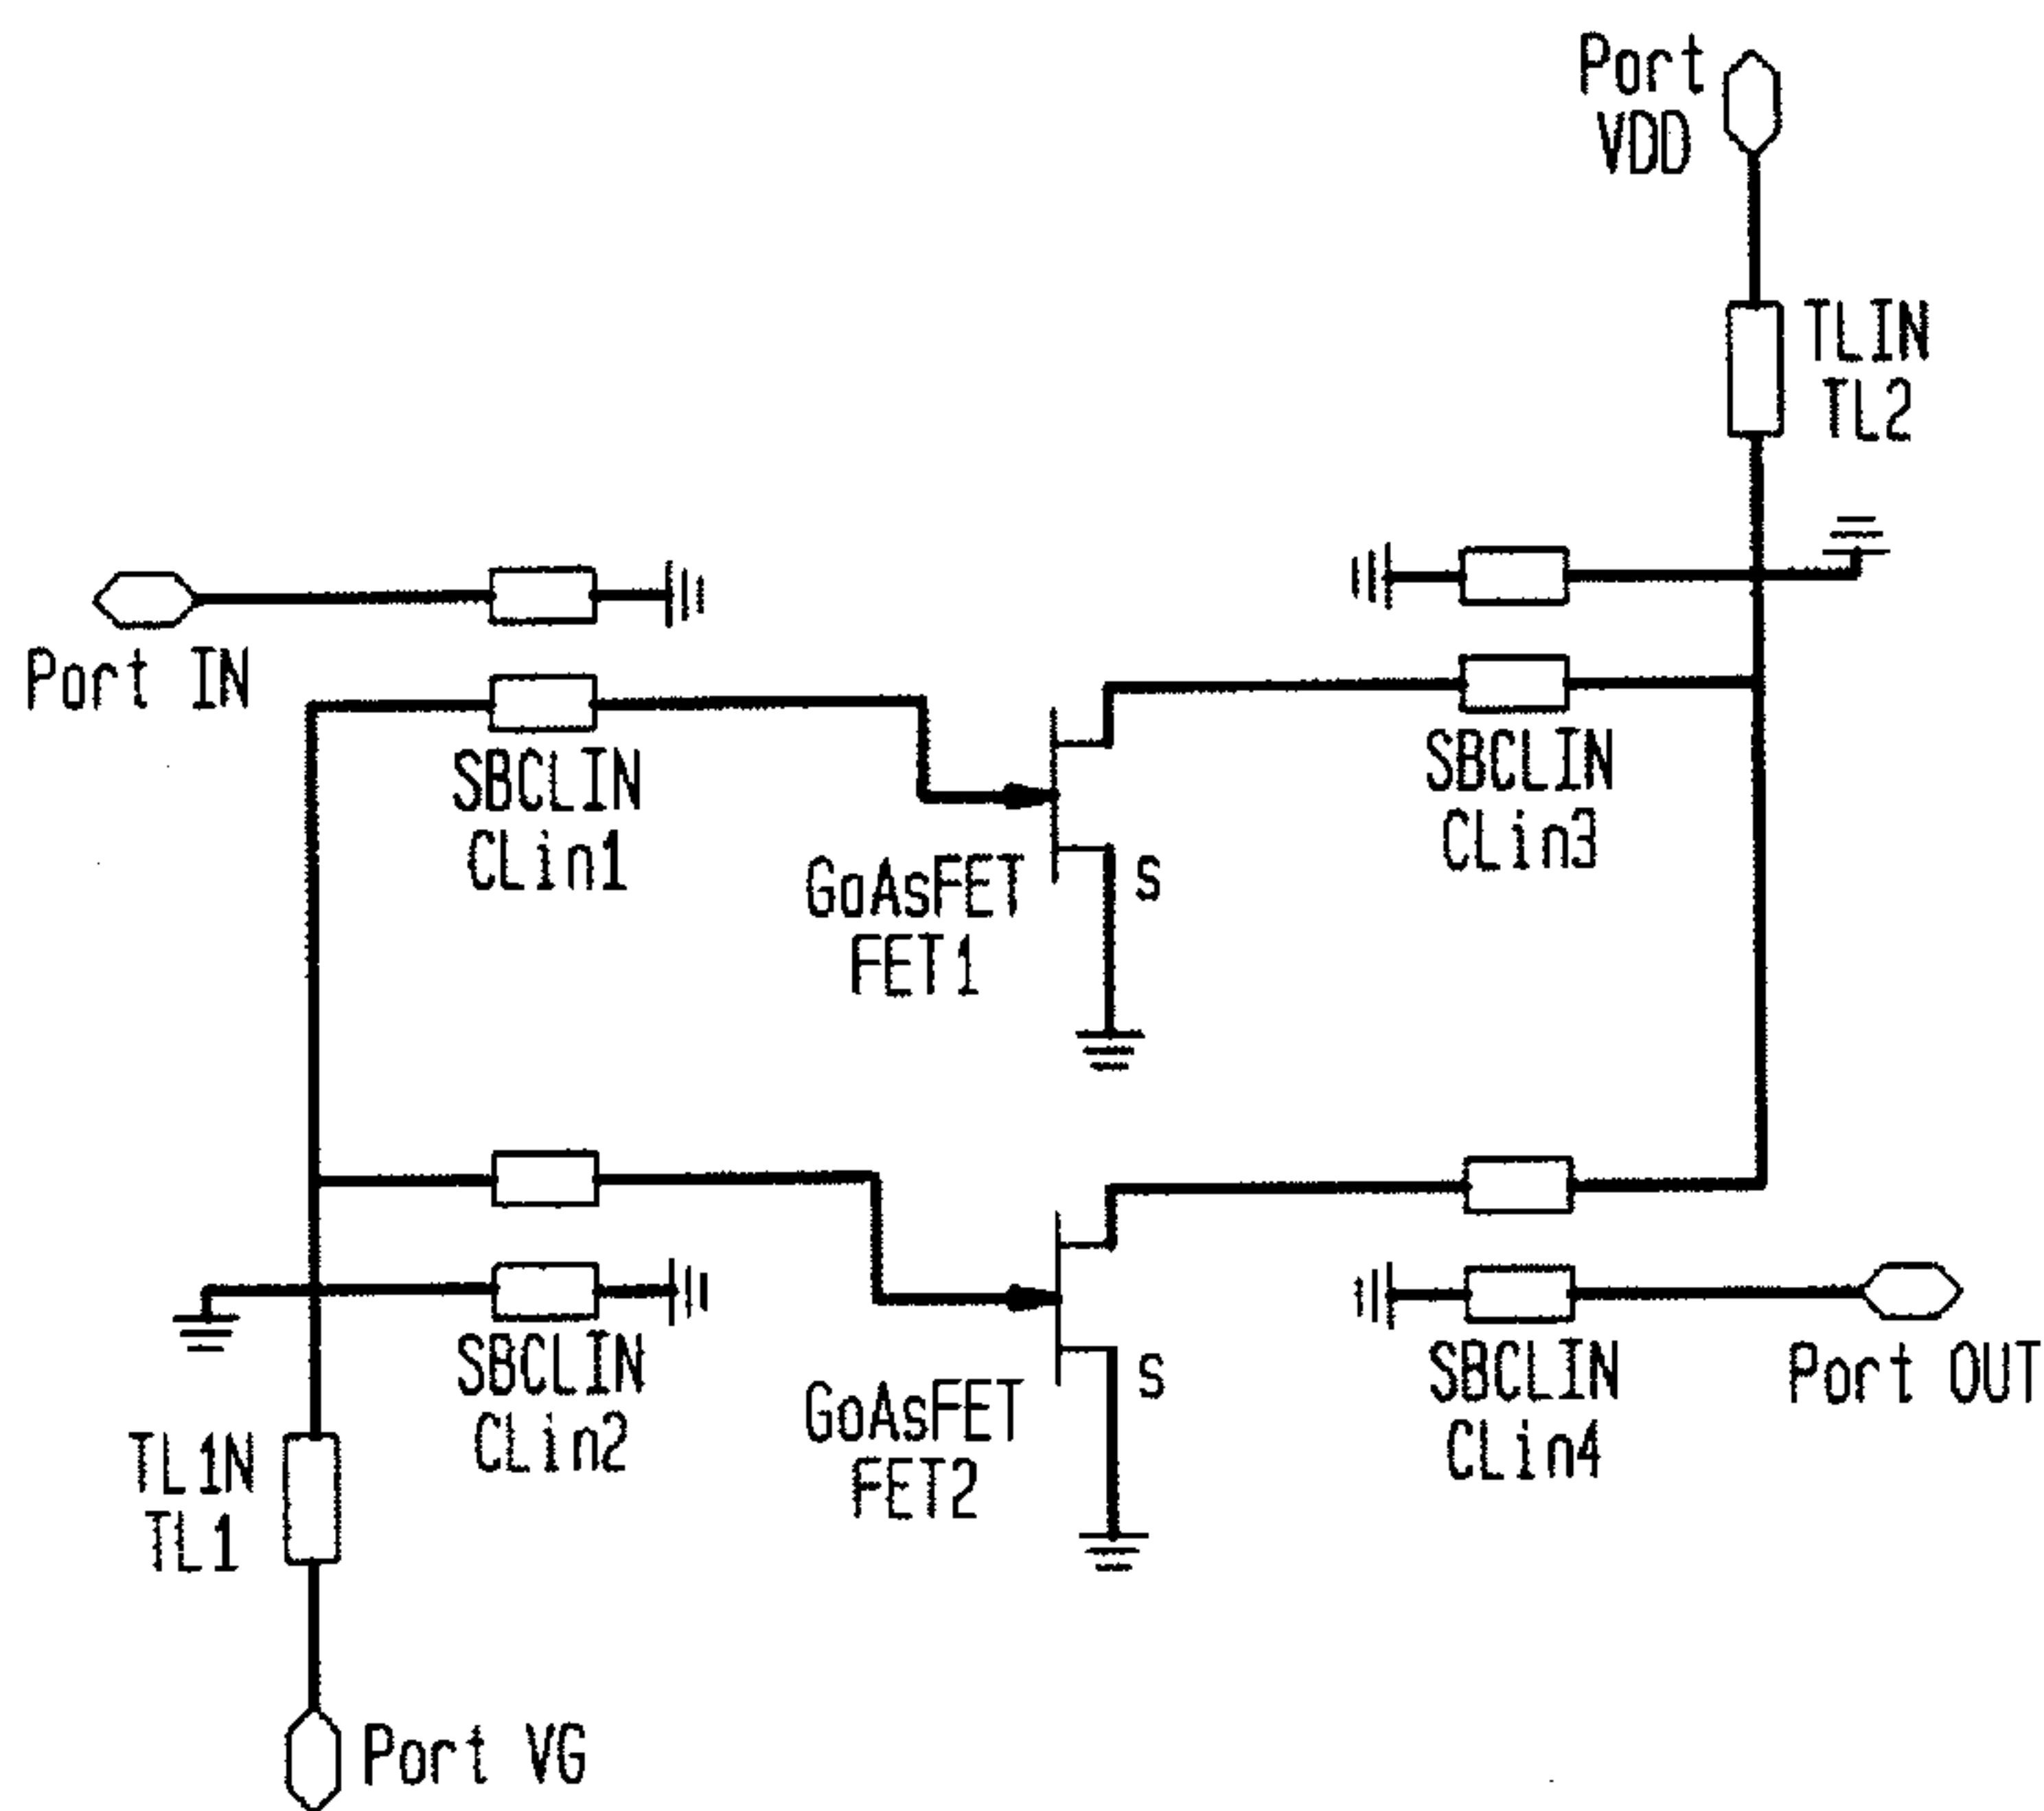 Port
VDD
TLIN
TL2
Port IN
SBCLIN
CLin1
SBCLIN
CLin3
GoAsFET
FET1
S
SBCLIN
CLin2
GoAsFET
FET2
S
SBCLIN
CLin4
Port OUT
TL1N
TL1
Port VG